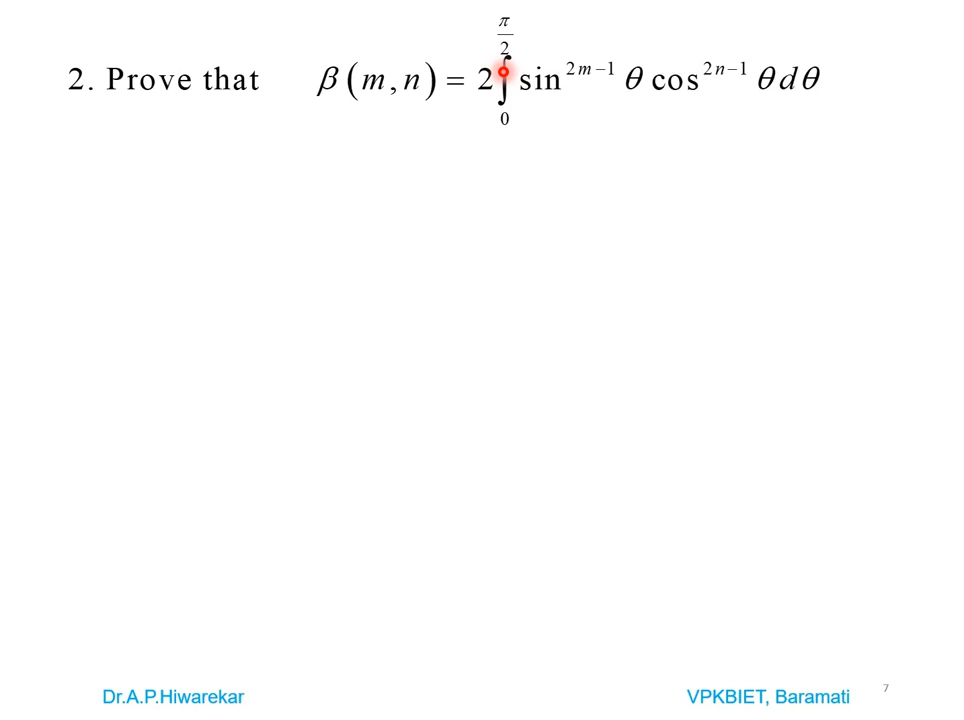 2. Prove that β(m,n) = 2∫₀^{π/2} sin^{2m−1} θ cos^{2n−1} θ dθ
Dr.A.P.Hiwarekar VPKBIET, Baramati 7